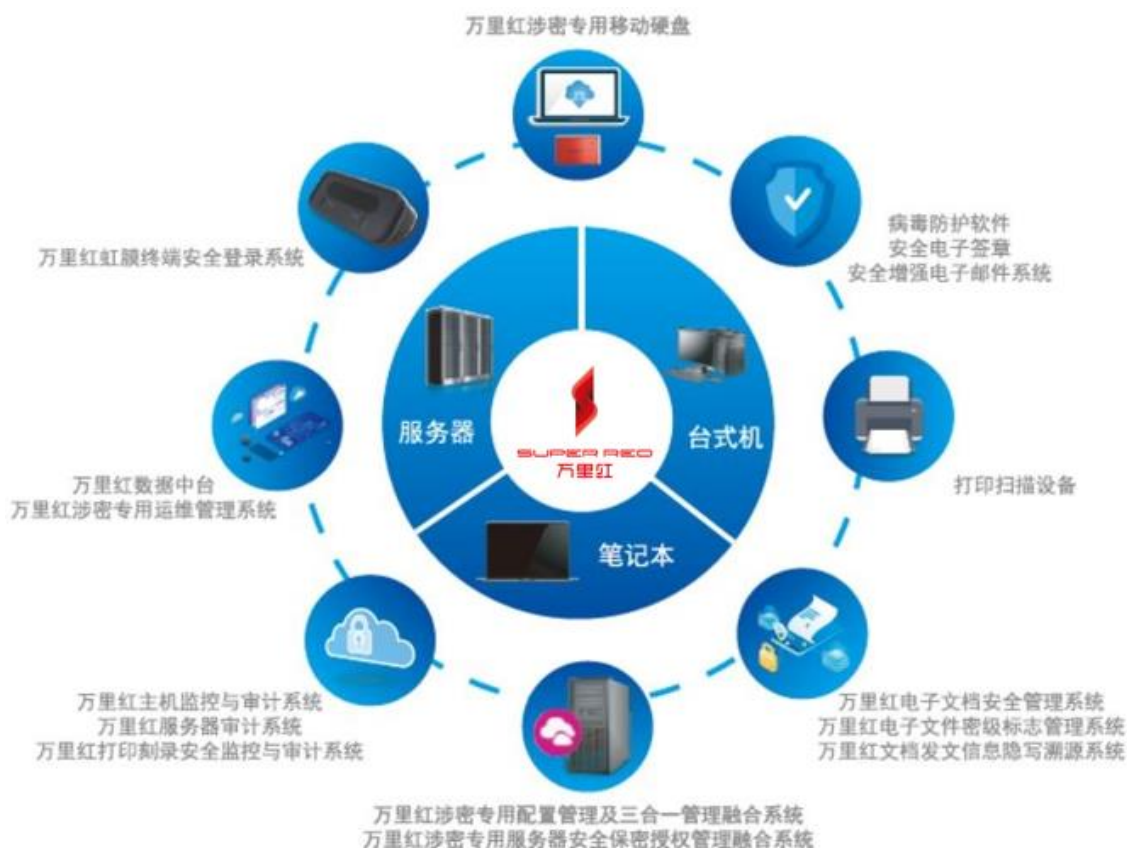 万里红涉密专用移动硬盘
病毒防护软件
安全电子签章
安全增强电子邮件系统
万里红虹膜终端安全登录系统
服务器
台式机
SUPER RED
万里红
打印扫描设备
万里红数据中台
万里红涉密专用运维管理系统
笔记本
万里红主机监控与审计系统
万里红服务器审计系统
万里红打印刻录安全监控与审计系统
万里红电子文档安全管理系统
万里红电子文件密级标志管理系统
万里红文档发文信息隐写溯源系统
万里红涉密专用配置管理及三合一管理融合系统
万里红涉密专用服务器安全保密授权管理融合系统